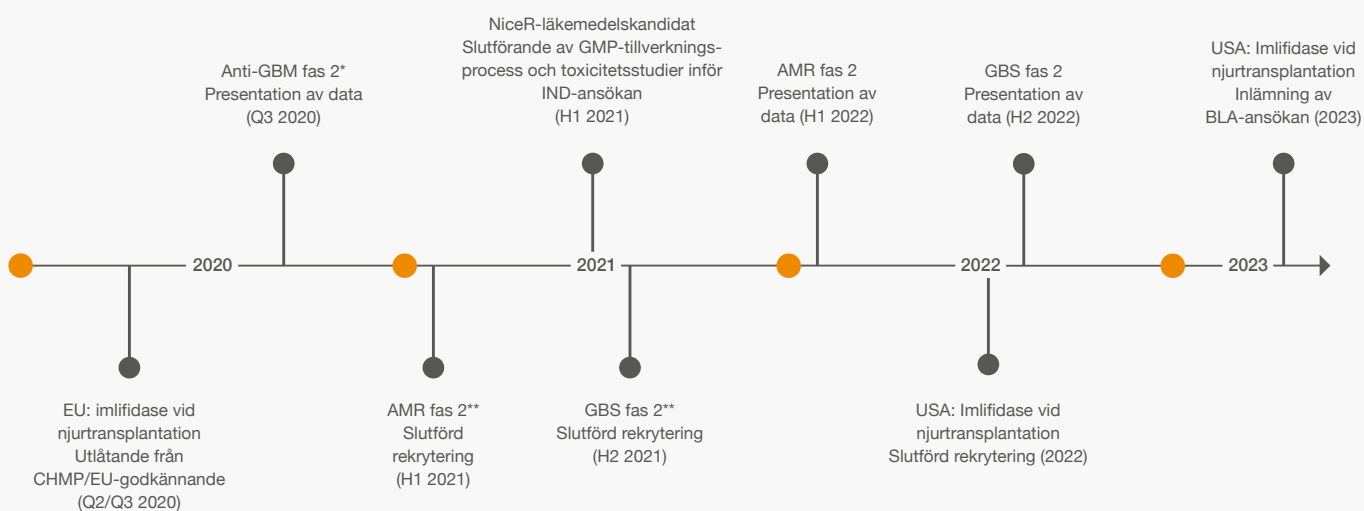 NiceR-läkemedelskandidat
Slutförande av GMP-tillverknings-
process och toxicitetsstudier inför
IND-ansökan
(H1 2021)
Anti-GBM fas 2*
Presentation av data
(Q3 2020)
AMR fas 2
Presentation av
data (H1 2022)
GBS fas 2
Presentation av
data (H2 2022)
USA: Imlifidase vid
njurtransplantation
Inlämning av
BLA-ansökan (2023)
2020
2021
2022
2023
EU: imlifidase vid
njurtransplantation
Utlåtande från
CHMP/EU-godkännande
(Q2/Q3 2020)
AMR fas 2**
Slutförd
rekrytering
(H1 2021)
GBS fas 2**
Slutförd rekrytering
(H2 2021)
USA: Imlifidase vid
njurtransplantation
Slutförd rekrytering (2022)